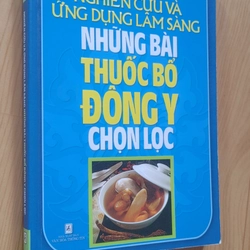 NGHIÊN CỨU VÀ
ỨNG DỤNG LÂM SÀNG
NHỮNG BÀI
THUỐC BỔ
ĐÔNG Y
CHỌN LỌC